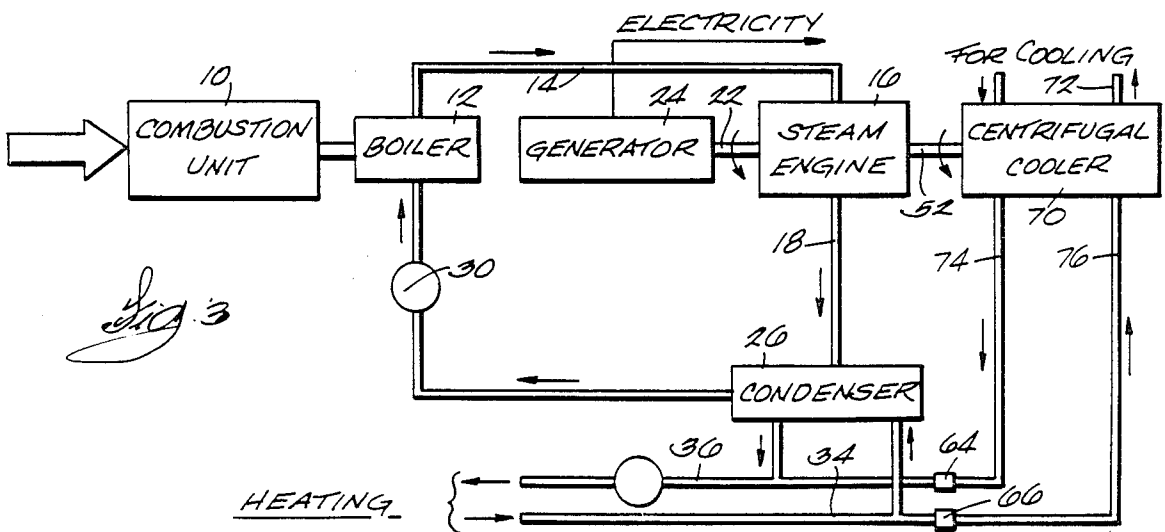 ELECTRICITY
FOR COOLING
10
12
14
24
22
16
72
COMBUSTION
UNIT
BOILER
GENERATOR
STEAM
ENGINE
CENTRIFUGAL
COOLER
52
70
18
74
76
30
Fig. 3
26
CONDENSER
36
34
64
66
HEATING